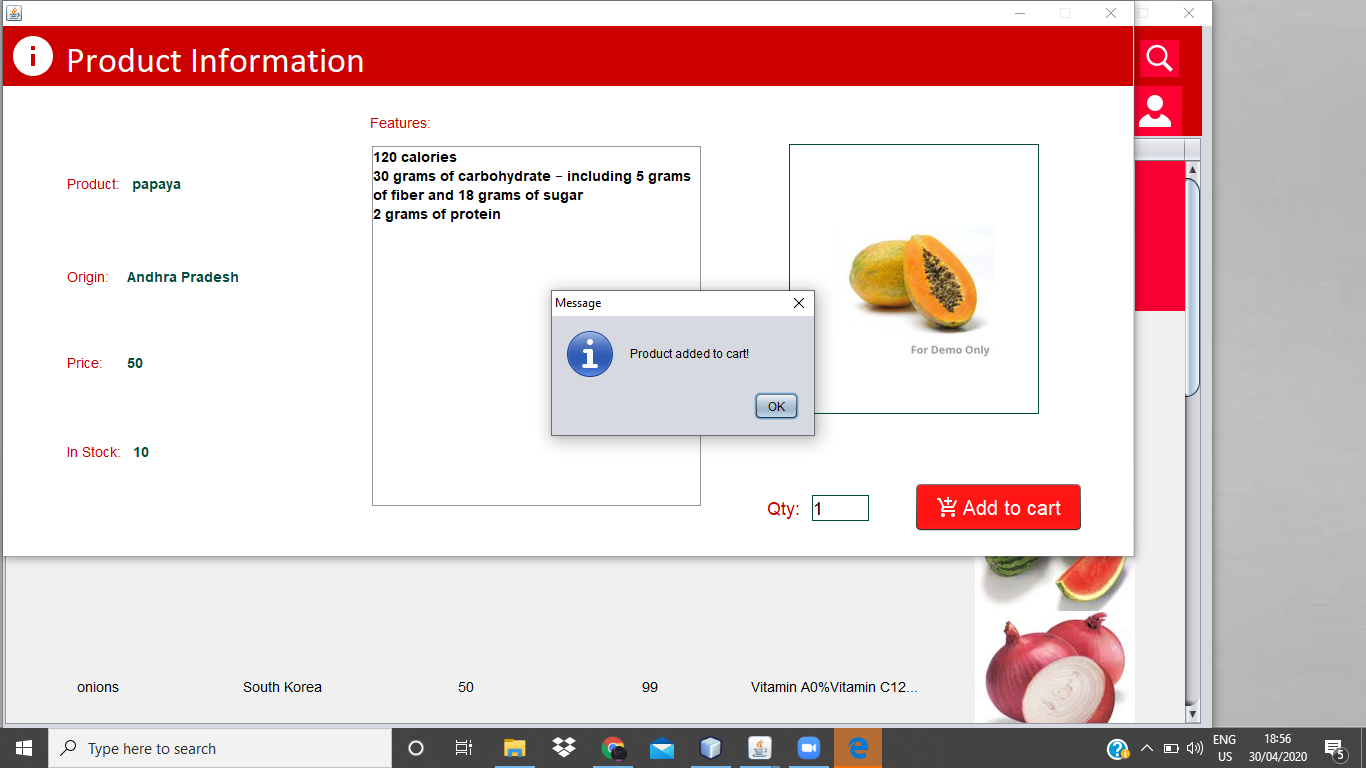 Product Information
Features:
120 calories
30 grams of carbohydrate – including 5 grams
of fiber and 18 grams of sugar
2 grams of protein
Product: papaya
Origin: Andhra Pradesh
Price: 50
In Stock: 10
For Demo Only
Message
Product added to cart!
OK
Qty: 1
Add to cart
onions South Korea 50 99 Vitamin A0%Vitamin C12...
Type here to search
ENG 18:56
US 30/04/2020
5